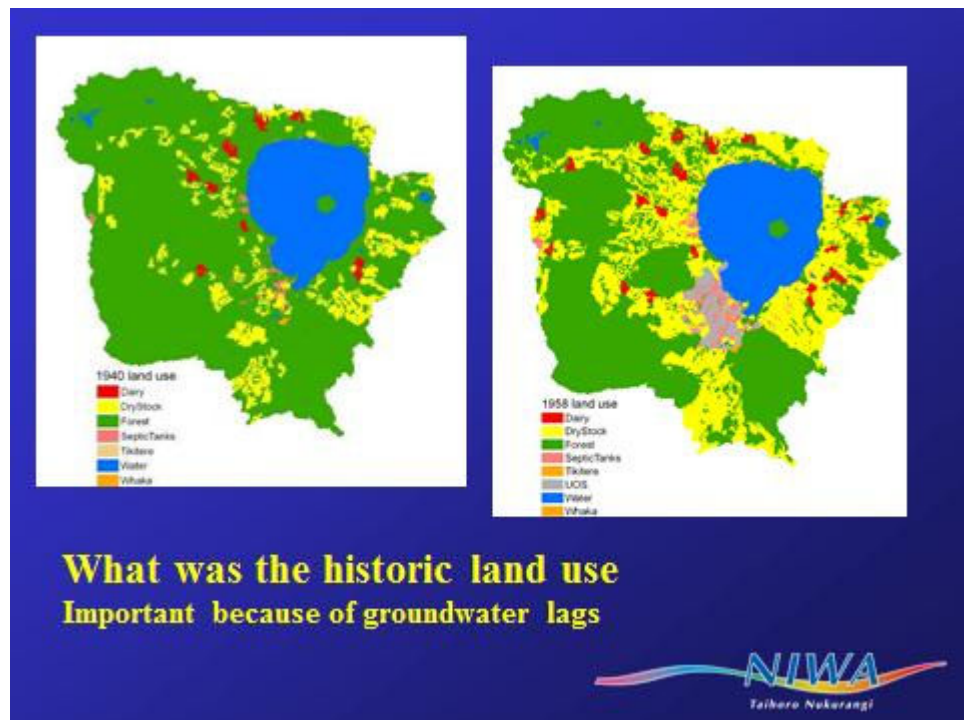 1940 land use
Dairy
DryStock
Forest
SepticTanks
Tikitere
Water
Whaka
1958 land use
Dairy
DryStock
Forest
SepticTanks
Tikitere
UOS
Water
Whaka
What was the historic land use
Important because of groundwater lags
NIWA
Taihoro Nukurangi